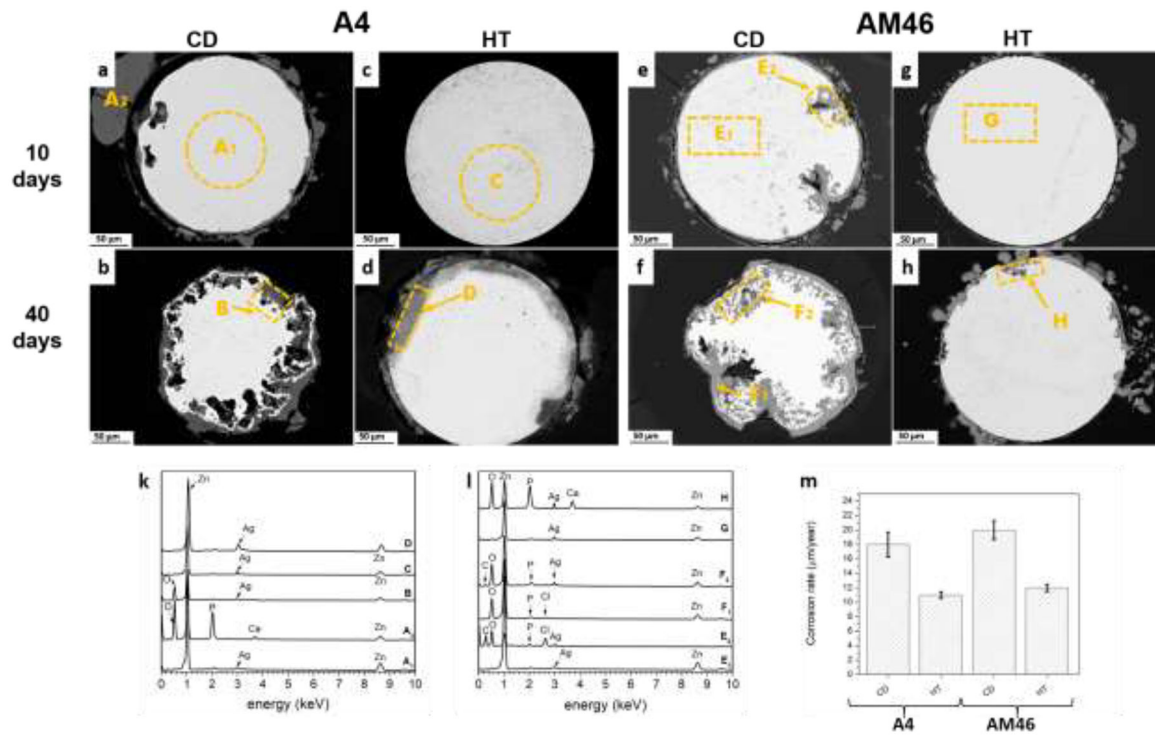 A4 AM46
CD HT CD HT
10 days
40 days
a A₂ A₁ 50 µm
c C 50 µm
e E₁ E₂ 50 µm
g G 50 µm
b B 50 µm
d D 50 µm
f F₂ F₁ 50 µm
h H 50 µm
k
Zn
Ag
D
Ag Zn
C
O Ag Zn
B
O P Ca Zn
A
Ag Zn
A
0 1 2 3 4 5 6 7 8 9 10
energy (keV)
l
O Zn P Ag Ca Zn
H
Ag Zn
G
C O P Ag Zn
F
O P Cl Zn
F₁
C O P Cl Ag Zn
E
Ag Zn
E
0 1 2 3 4 5 6 7 8 9 10
energy (keV)
m
Corrosion rate (µm/year)
24
22
20
18
16
14
12
10
8
6
4
2
0
CD HT CD HT
A4 AM46